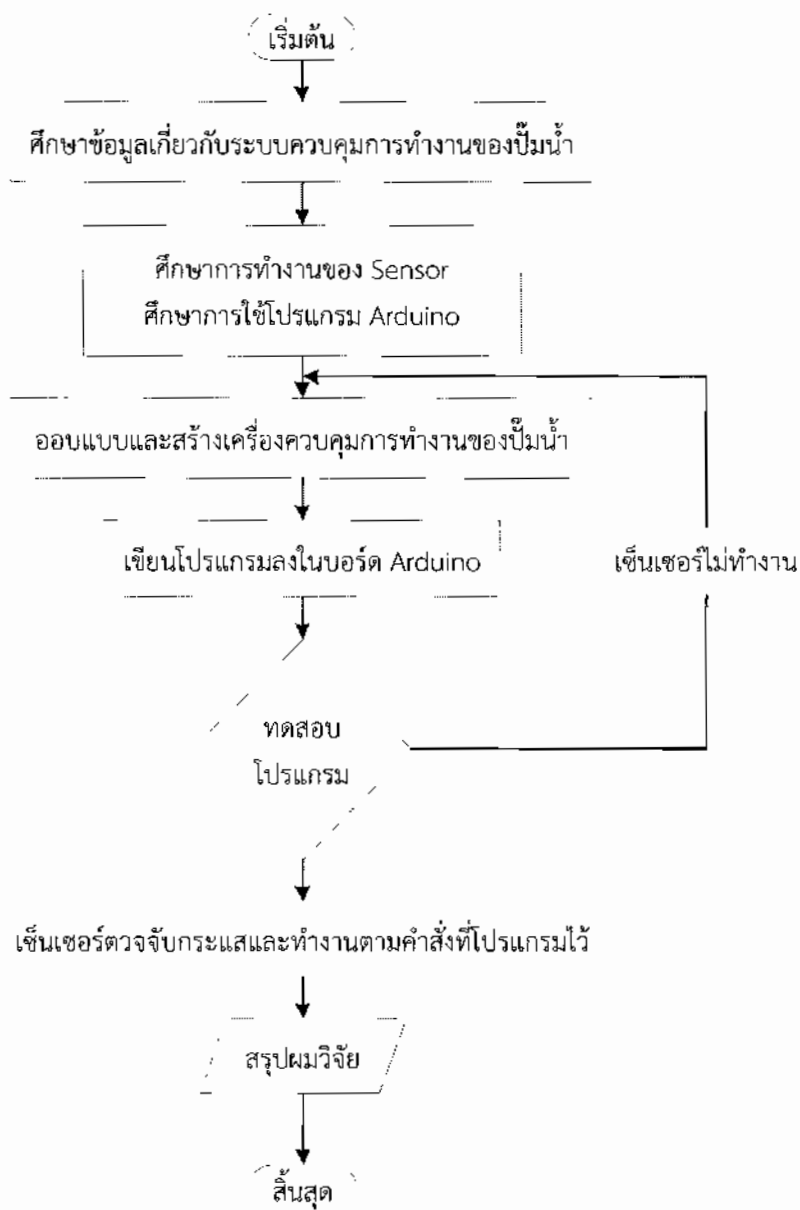 เริ่มต้น
ศึกษาข้อมูลเกี่ยวกับระบบควบคุมการทำงานของปั๊มน้ำ
ศึกษาการทำงานของ Sensor
ศึกษาการใช้โปรแกรม Arduino
ออบแบบและสร้างเครื่องควบคุมการทำงานของปั๊มน้ำ
เขียนโปรแกรมลงในบอร์ด Arduino
เซ็นเซอร์ไม่ทำงาน
ทดสอบ
โปรแกรม
เซ็นเซอร์ตวจจับกระแสและทำงานตามคำสั่งที่โปรแกรมไว้
สรุปผมวิจัย
สิ้นสุด